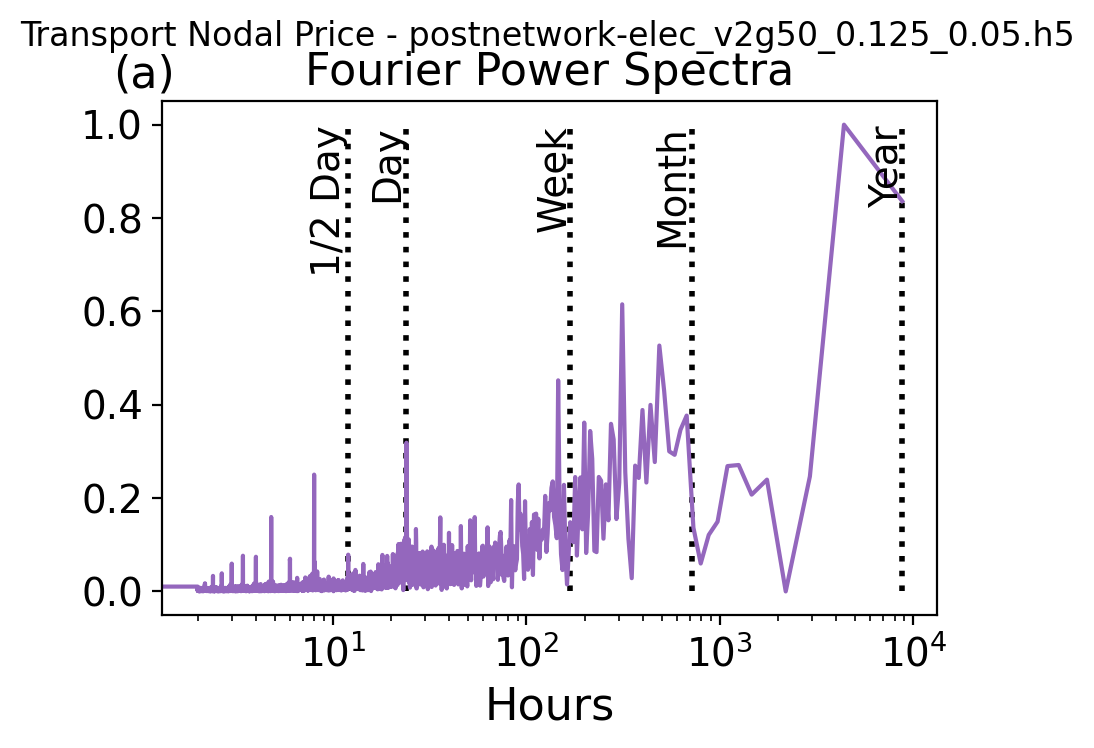 Transport Nodal Price - postnetwork-elec_v2g50_0.125_0.05.h5
(a)
Fourier Power Spectra
1.0
0.8
0.6
0.4
0.2
0.0
1/2 Day
Day
Week
Month
Year
10¹
10²
10³
10⁴
Hours